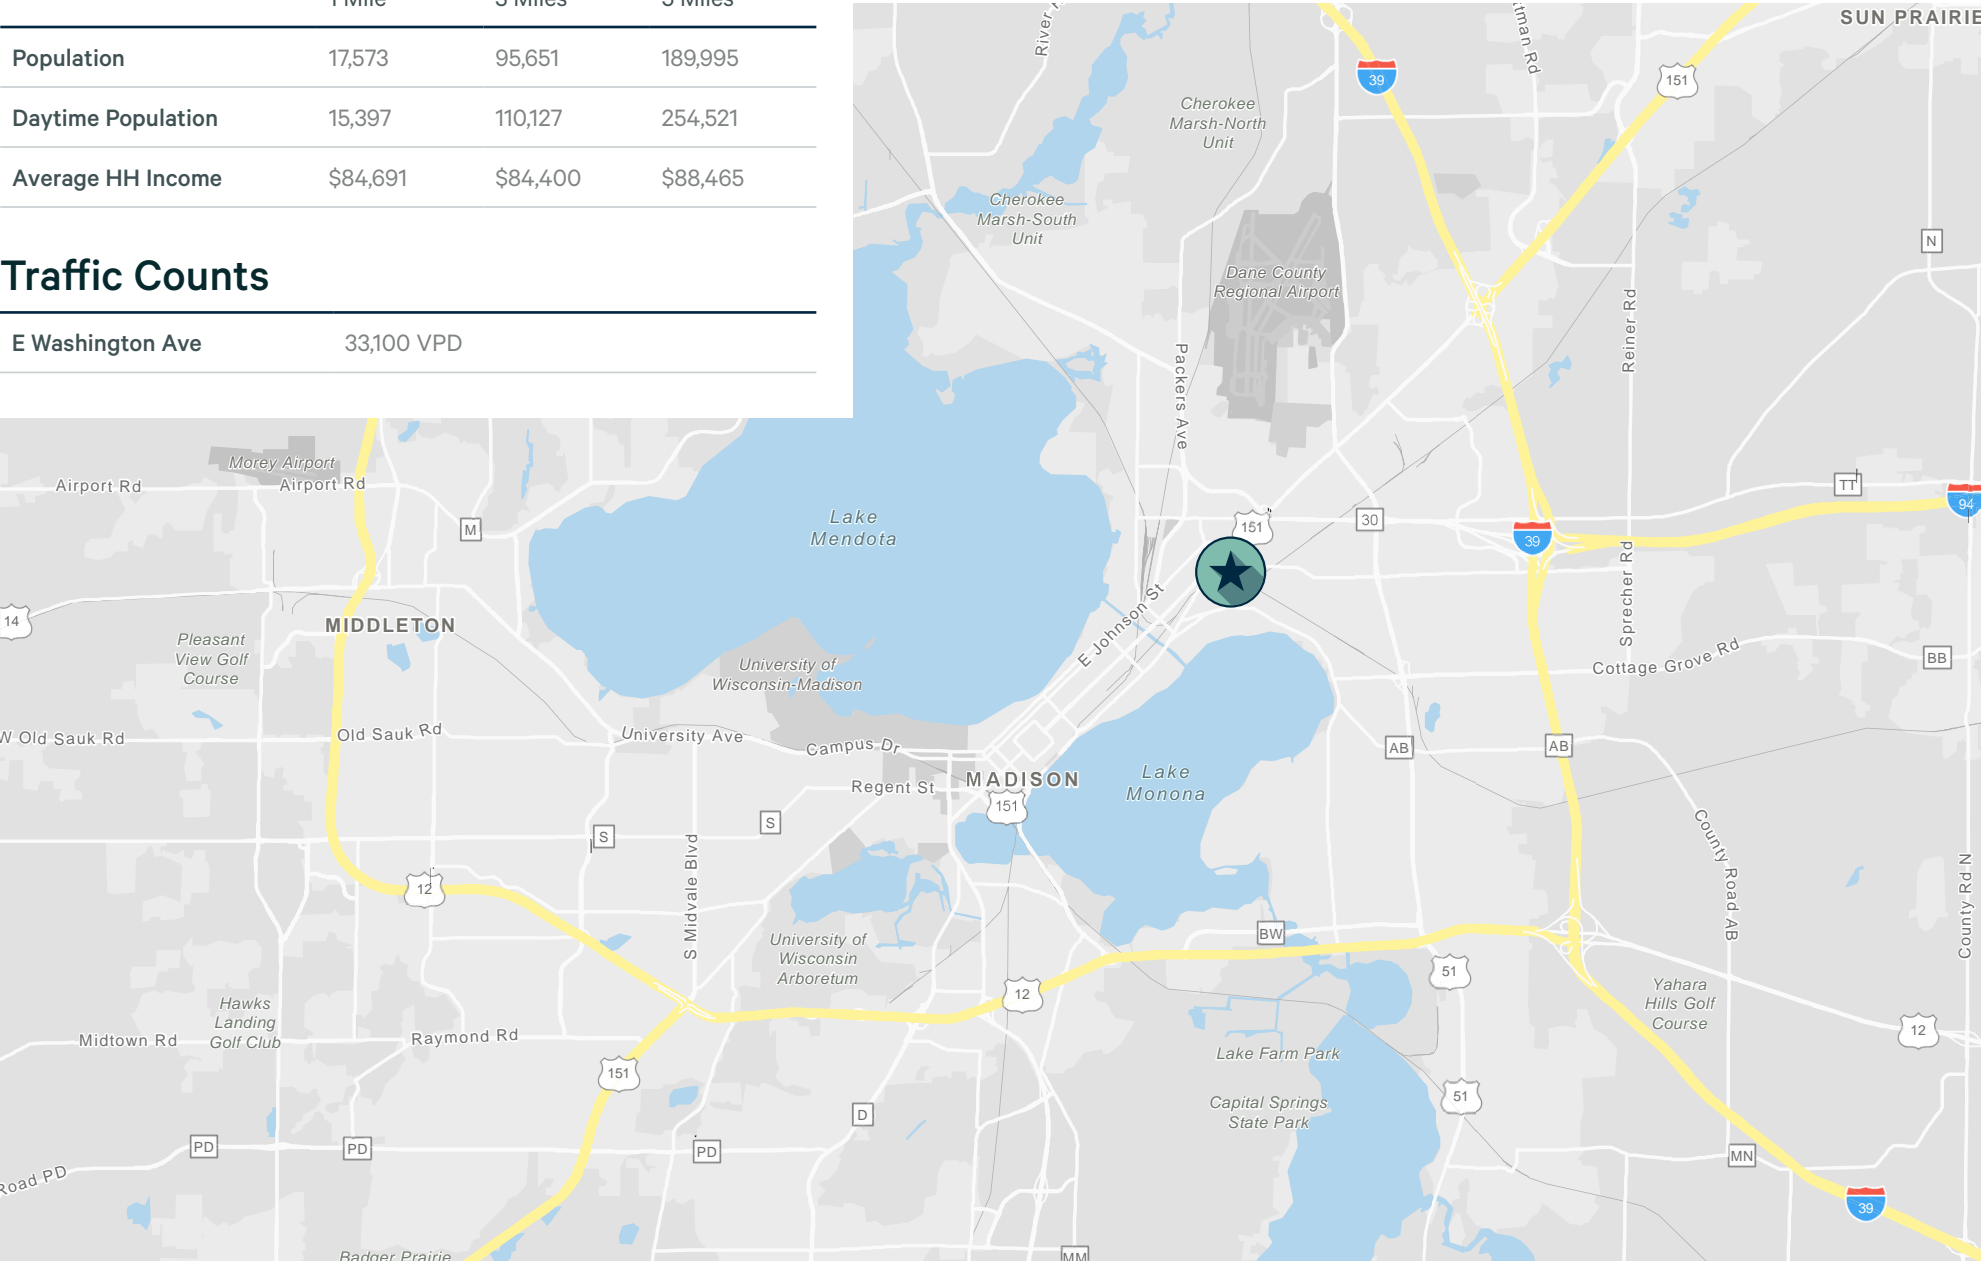 1 Mile 3 Miles 5 Miles
Population 17,573 95,651 189,995
Daytime Population 15,397 110,127 254,521
Average HH Income $84,691 $84,400 $88,465
Traffic Counts
E Washington Ave 33,100 VPD
River
SUN PRAIRIE
39
151
Cherokee
Marsh-North
Unit
Cherokee
Marsh-South
Unit
N
Dane County
Regional Airport
Packers Ave
Reiner Rd
Morey Airport
Airport Rd
Airport Rd
M
Lake
Mendota
151
30
39
TT
94
14
MIDDLETON
E Johnson St
Sprecher Rd
Pleasant
View Golf
Course
University of
Wisconsin-Madison
Cottage Grove Rd
BB
W Old Sauk Rd
Old Sauk Rd
University Ave
Campus Dr
AB
AB
Regent St
MADISON
151
Lake
Monona
S
S
S Midvale Blvd
County Road AB
County Rd N
12
University of
Wisconsin
Arboretum
BW
12
51
Yahara
Hills Golf
Course
Hawks
Landing
Golf Club
Midtown Rd
Raymond Rd
12
151
Lake Farm Park
Capital Springs
State Park
51
D
PD
PD
PD
MN
Road PD
39
Badger Prairie
MM